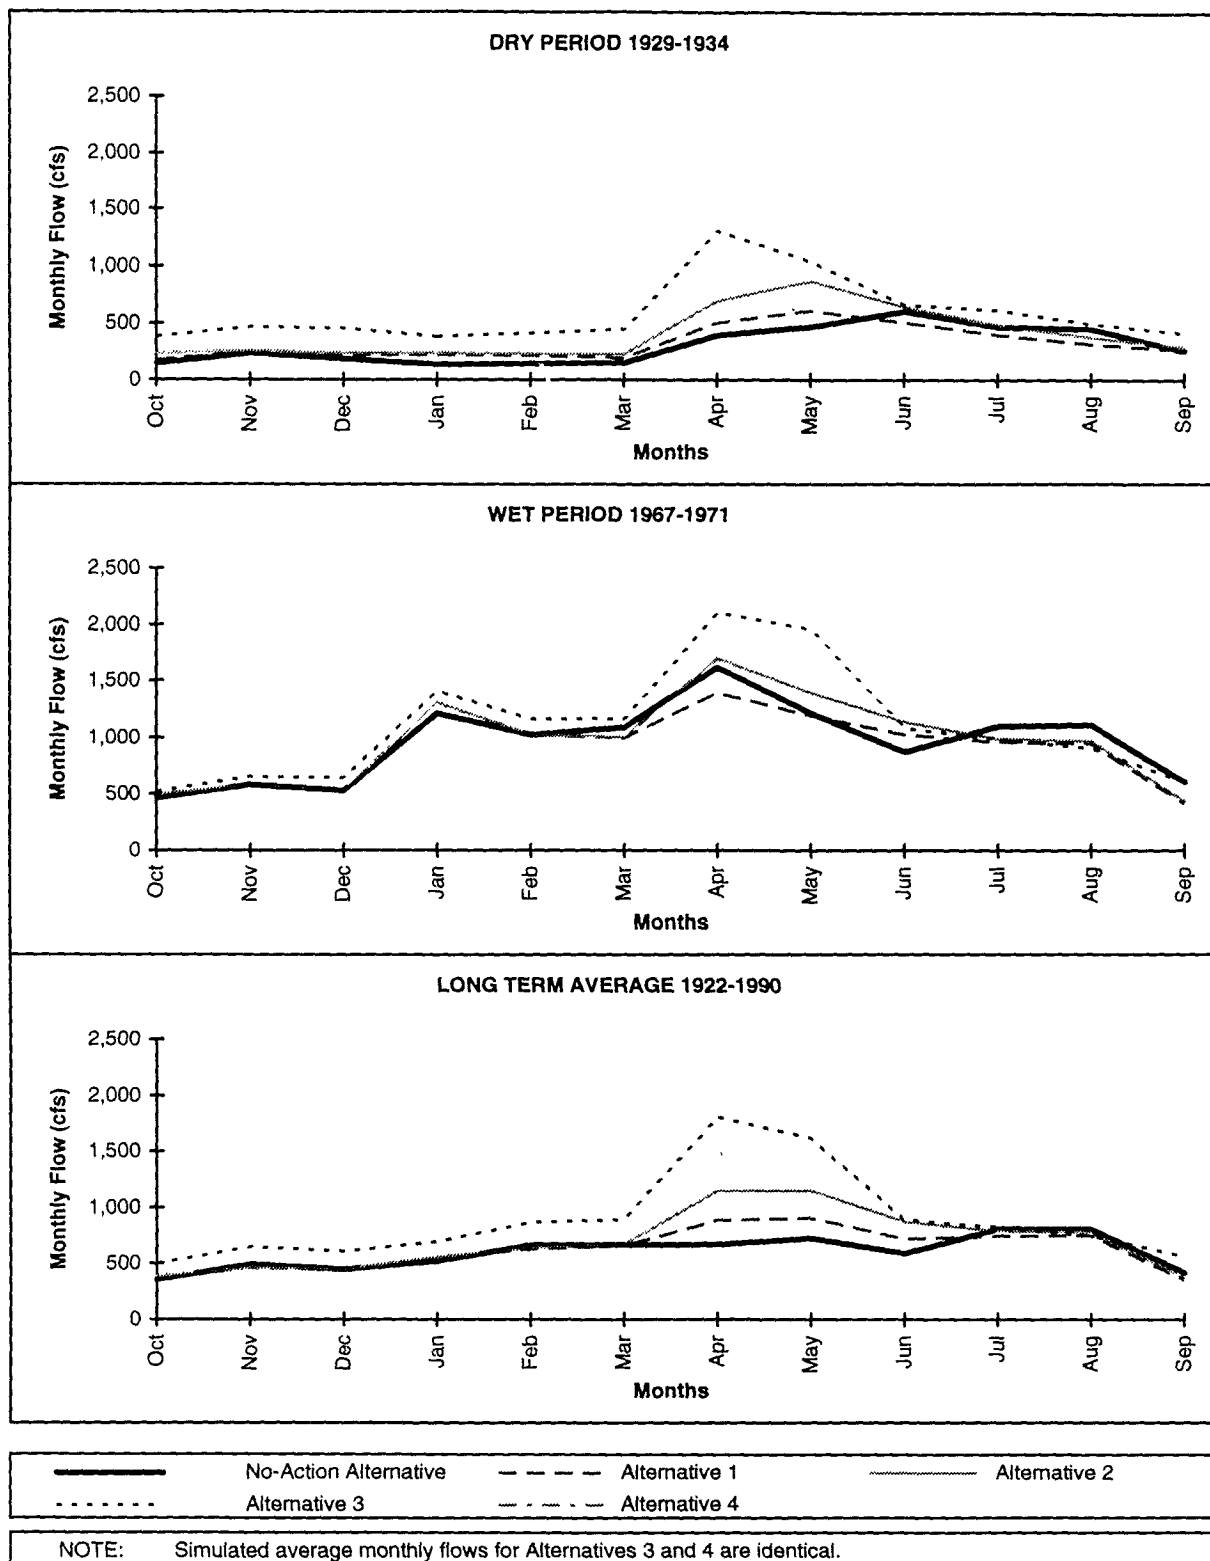 DRY PERIOD 1929-1934
2,500
2,000
1,500
1,000
500
0
Monthly Flow (cfs)
Oct
Nov
Dec
Jan
Feb
Mar
Apr
May
Jun
Jul
Aug
Sep
Months
WET PERIOD 1967-1971
2,500
2,000
1,500
1,000
500
0
Monthly Flow (cfs)
Oct
Nov
Dec
Jan
Feb
Mar
Apr
May
Jun
Jul
Aug
Sep
Months
LONG TERM AVERAGE 1922-1990
2,500
2,000
1,500
1,000
500
0
Monthly Flow (cfs)
Oct
Nov
Dec
Jan
Feb
Mar
Apr
May
Jun
Jul
Aug
Sep
Months
No-Action Alternative Alternative 1 Alternative 2
Alternative 3 Alternative 4
NOTE: Simulated average monthly flows for Alternatives 3 and 4 are identical.